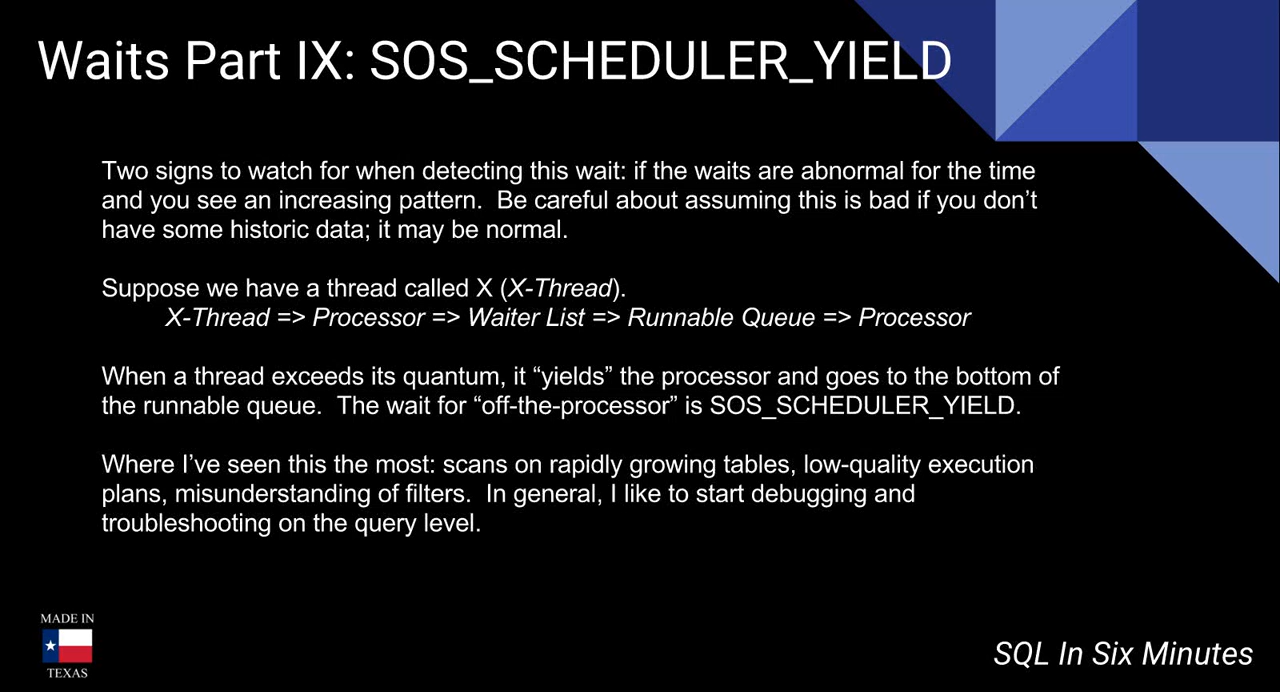 Waits Part IX: SOS_SCHEDULER_YIELD
Two signs to watch for when detecting this wait: if the waits are abnormal for the time
and you see an increasing pattern.  Be careful about assuming this is bad if you don’t
have some historic data; it may be normal.
Suppose we have a thread called X (X-Thread).
X-Thread => Processor => Waiter List => Runnable Queue => Processor
When a thread exceeds its quantum, it “yields” the processor and goes to the bottom of
the runnable queue.  The wait for “off-the-processor” is SOS_SCHEDULER_YIELD.
Where I’ve seen this the most: scans on rapidly growing tables, low-quality execution
plans, misunderstanding of filters.  In general, I like to start debugging and
troubleshooting on the query level.
MADE IN
TEXAS
SQL In Six Minutes